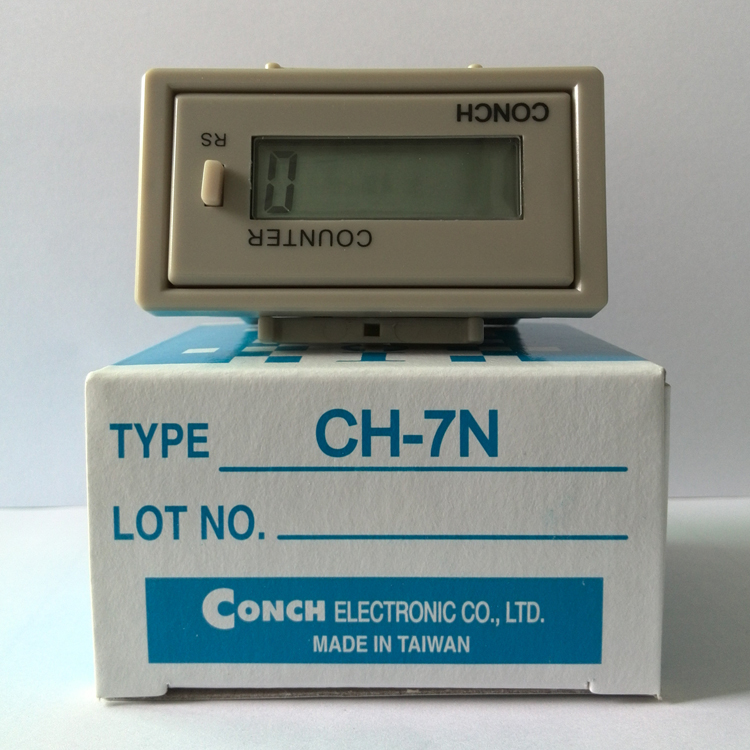 CONCH
RS
0
COUNTER
TYPE CH-7N
LOT NO.
CONCH ELECTRONIC CO., LTD.
MADE IN TAIWAN